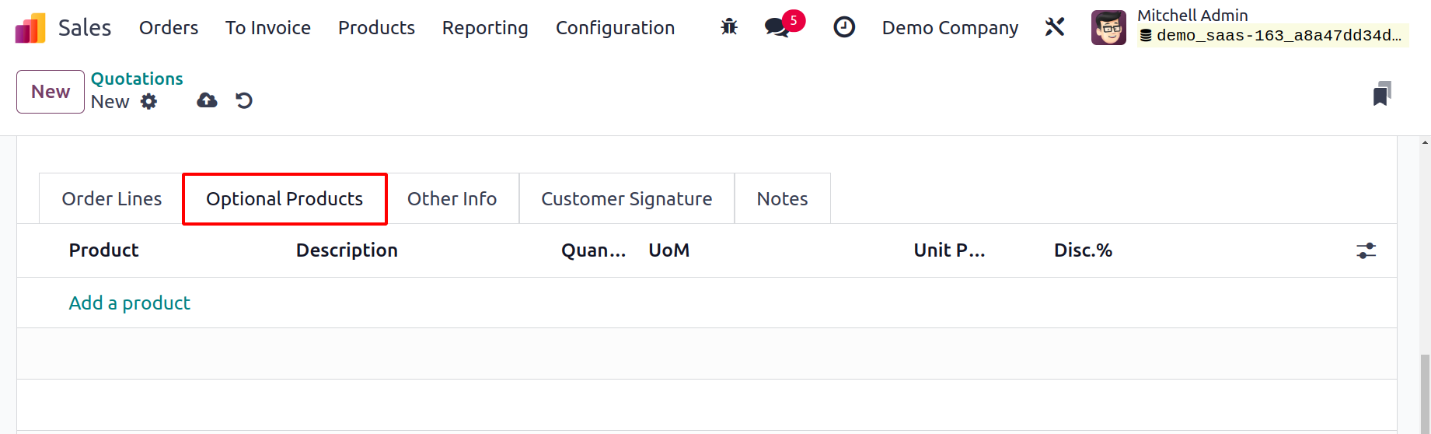 Sales Orders To Invoice Products Reporting Configuration 5 Demo Company Mitchell Admin
demo_saas-163_a8a47dd34d…
New Quotations
New
Order Lines Optional Products Other Info Customer Signature Notes
Product Description Quan... UoM Unit P... Disc.%
Add a product